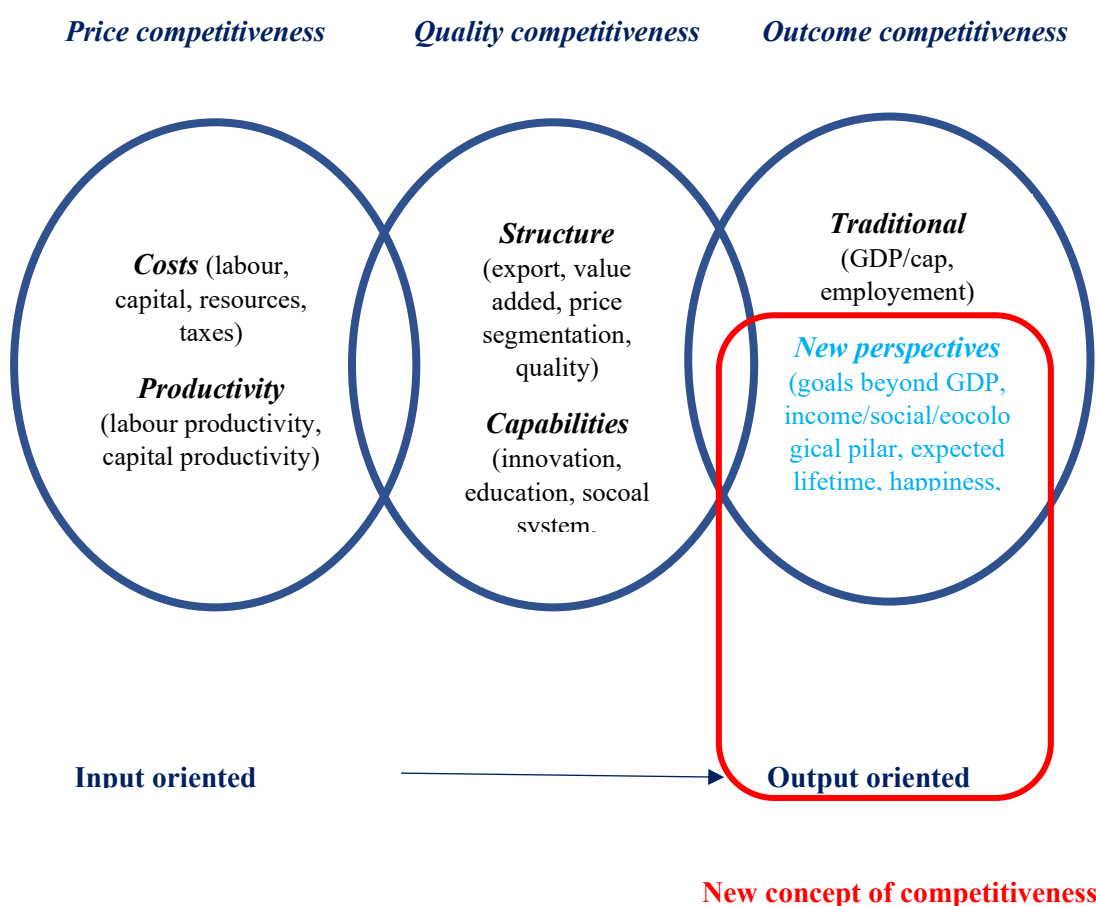 Price competitiveness
Quality competitiveness
Outcome competitiveness
Costs (labour,
capital, resources,
taxes)
Productivity
(labour productivity,
capital productivity)
Structure
(export, value
added, price
segmentation,
quality)
Capabilities
(innovation,
education, socoal
system.
Traditional
(GDP/cap,
employement)
New perspectives
(goals beyond GDP,
income/social/eocolo
gical pilar, expected
lifetime, happiness,
Input oriented
Output oriented
New concept of competitiveness